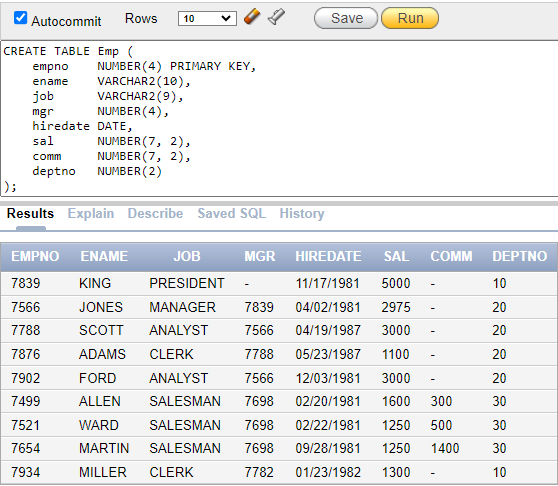 Autocommit Rows 10 Save Run
CREATE TABLE Emp (
    empno    NUMBER(4) PRIMARY KEY,
    ename    VARCHAR2(10),
    job      VARCHAR2(9),
    mgr      NUMBER(4),
    hiredate DATE,
    sal      NUMBER(7, 2),
    comm     NUMBER(7, 2),
    deptno   NUMBER(2)
);
Results Explain Describe Saved SQL History
EMPNO ENAME JOB MGR HIREDATE SAL COMM DEPTNO
7839 KING PRESIDENT - 11/17/1981 5000 - 10
7566 JONES MANAGER 7839 04/02/1981 2975 - 20
7788 SCOTT ANALYST 7566 04/19/1987 3000 - 20
7876 ADAMS CLERK 7788 05/23/1987 1100 - 20
7902 FORD ANALYST 7566 12/03/1981 3000 - 20
7499 ALLEN SALESMAN 7698 02/20/1981 1600 300 30
7521 WARD SALESMAN 7698 02/22/1981 1250 500 30
7654 MARTIN SALESMAN 7698 09/28/1981 1250 1400 30
7934 MILLER CLERK 7782 01/23/1982 1300 - 10